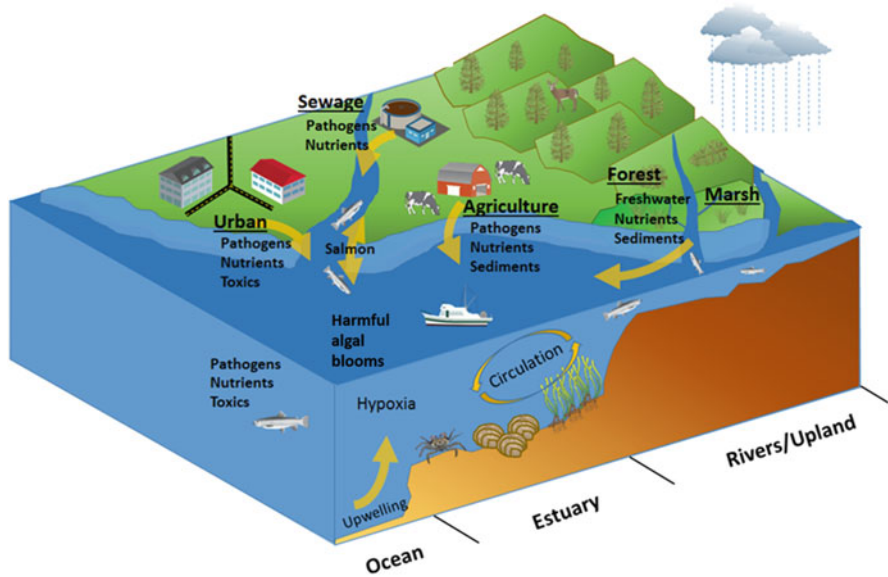 Sewage
Pathogens
Nutrients
Urban
Pathogens
Nutrients
Toxics
Salmon
Agriculture
Pathogens
Nutrients
Sediments
Forest
Freshwater
Nutrients
Sediments
Marsh
Harmful
algal
blooms
Pathogens
Nutrients
Toxics
Hypoxia
Circulation
Upwelling
Ocean
Estuary
Rivers/Upland